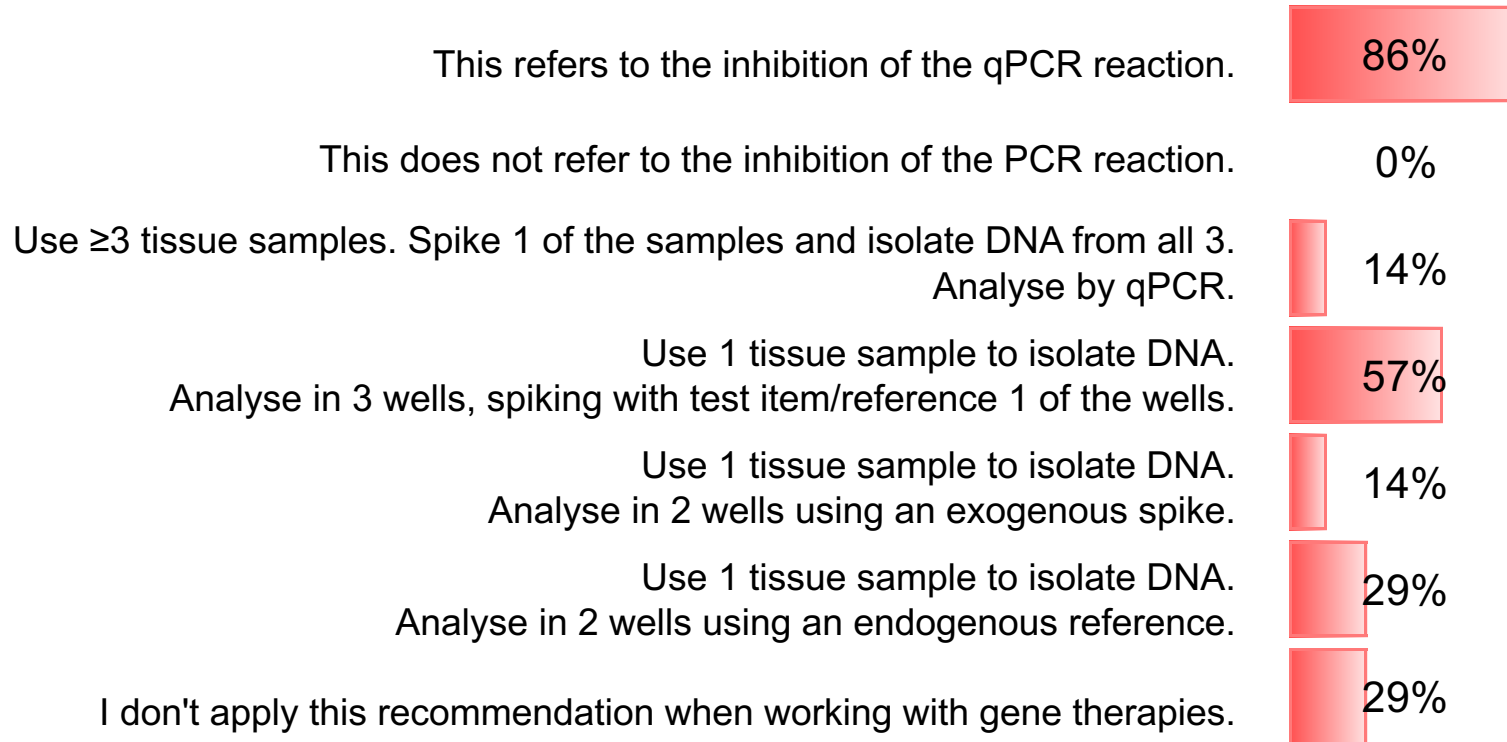 This refers to the inhibition of the qPCR reaction. 86%
This does not refer to the inhibition of the PCR reaction. 0%
Use ≥3 tissue samples. Spike 1 of the samples and isolate DNA from all 3.
Analyse by qPCR. 14%
Use 1 tissue sample to isolate DNA.
Analyse in 3 wells, spiking with test item/reference 1 of the wells. 57%
Use 1 tissue sample to isolate DNA.
Analyse in 2 wells using an exogenous spike. 14%
Use 1 tissue sample to isolate DNA.
Analyse in 2 wells using an endogenous reference. 29%
I don't apply this recommendation when working with gene therapies. 29%